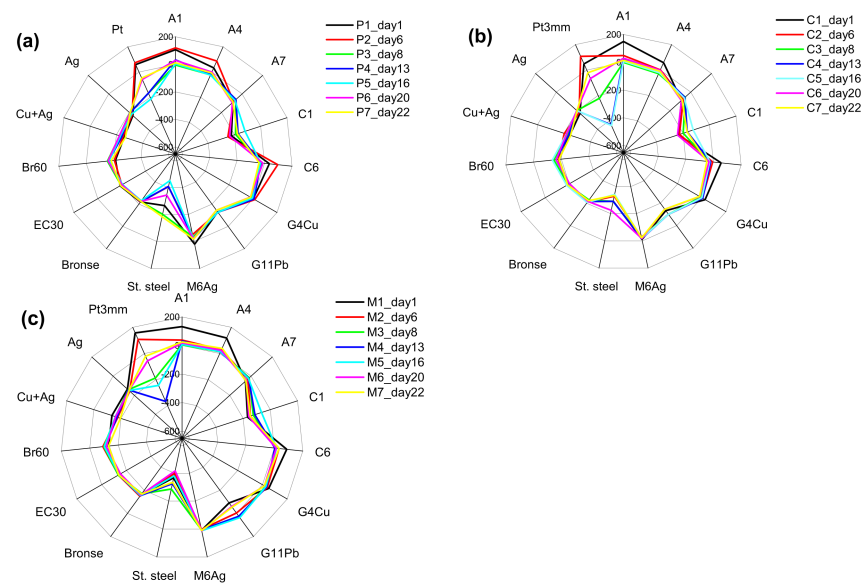 (a)
A1
A4
A7
C1
C6
G4Cu
G11Pb
M6Ag
St. steel
Bronse
EC30
Br60
Cu+Ag
Ag
Pt
200
-200
-400
600
P1_day1
P2_day6
P3_day8
P4_day13
P5_day16
P6_day20
P7_day22
(b)
A1
A4
A7
C1
C6
G4Cu
G11Pb
M6Ag
St. steel
Bronse
EC30
Br60
Cu+Ag
Ag
Pt3mm
200
200
-400
600
C1_day1
C2_day6
C3_day8
C4_day13
C5_day16
C6_day20
C7_day22
(c)
A1
A4
A7
C1
C6
G4Cu
G11Pb
M6Ag
St. steel
Bronse
EC30
Br60
Cu+Ag
Ag
Pt3mm
200
-200
-400
600
M1_day1
M2_day6
M3_day8
M4_day13
M5_day16
M6_day20
M7_day22